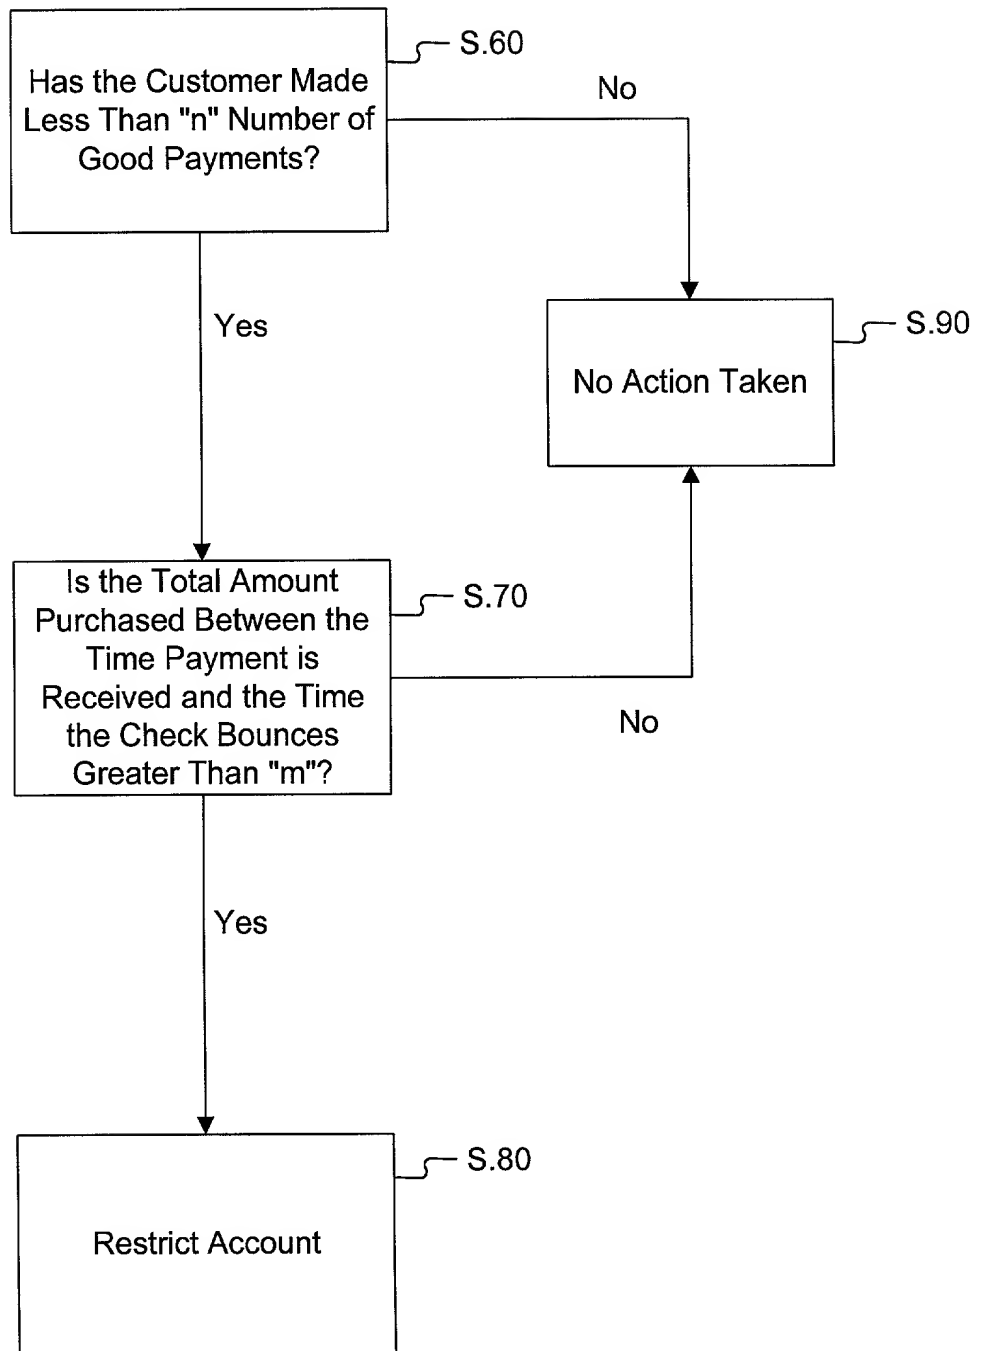 S.60
Has the Customer Made
Less Than "n" Number of
Good Payments?
No
Yes
S.90
No Action Taken
Is the Total Amount
Purchased Between the
Time Payment is
Received and the Time
the Check Bounces
Greater Than "m"?
S.70
No
Yes
S.80
Restrict Account